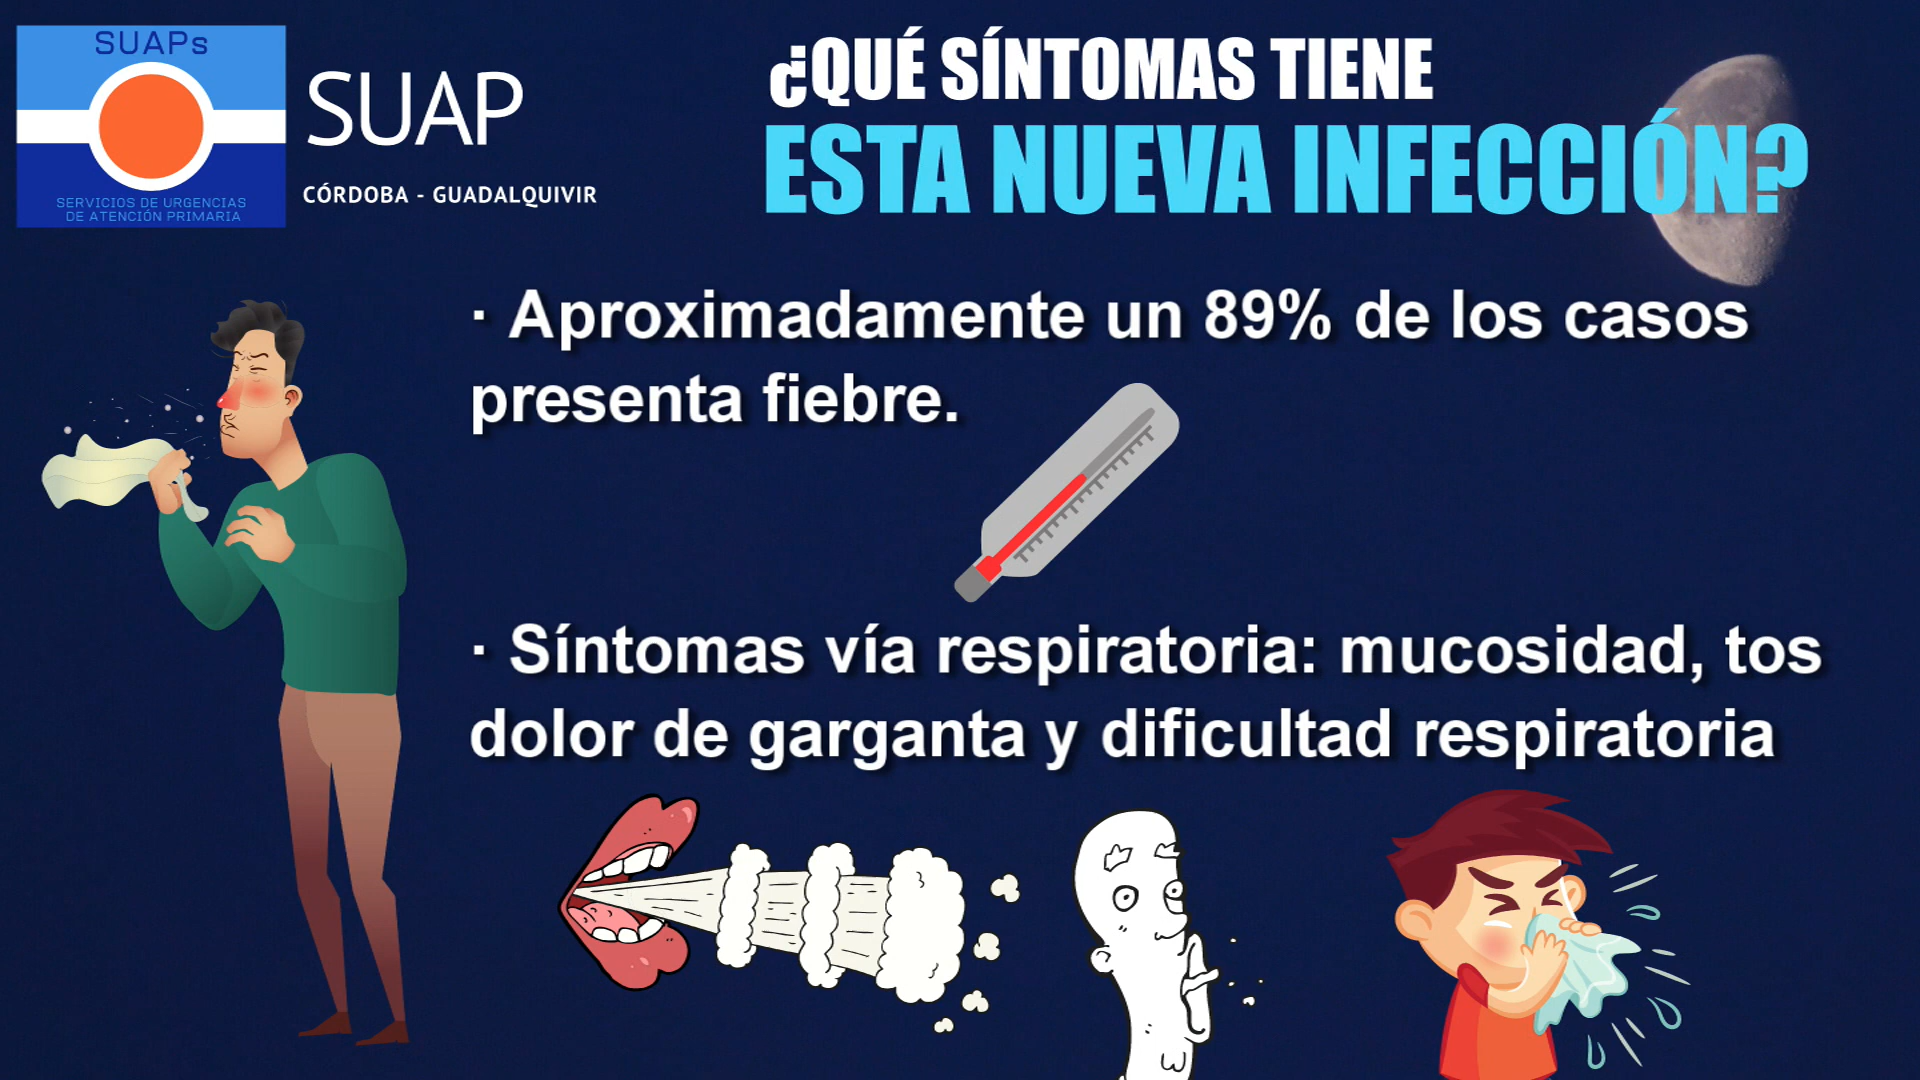 SUAPs
SERVICIOS DE URGENCIAS
DE ATENCIÓN PRIMARIA
SUAP
CÓRDOBA - GUADALQUIVIR
¿QUÉ SÍNTOMAS TIENE
ESTA NUEVA INFECCIÓN?
· Aproximadamente un 89% de los casos
presenta fiebre.
· Síntomas vía respiratoria: mucosidad, tos
dolor de garganta y dificultad respiratoria